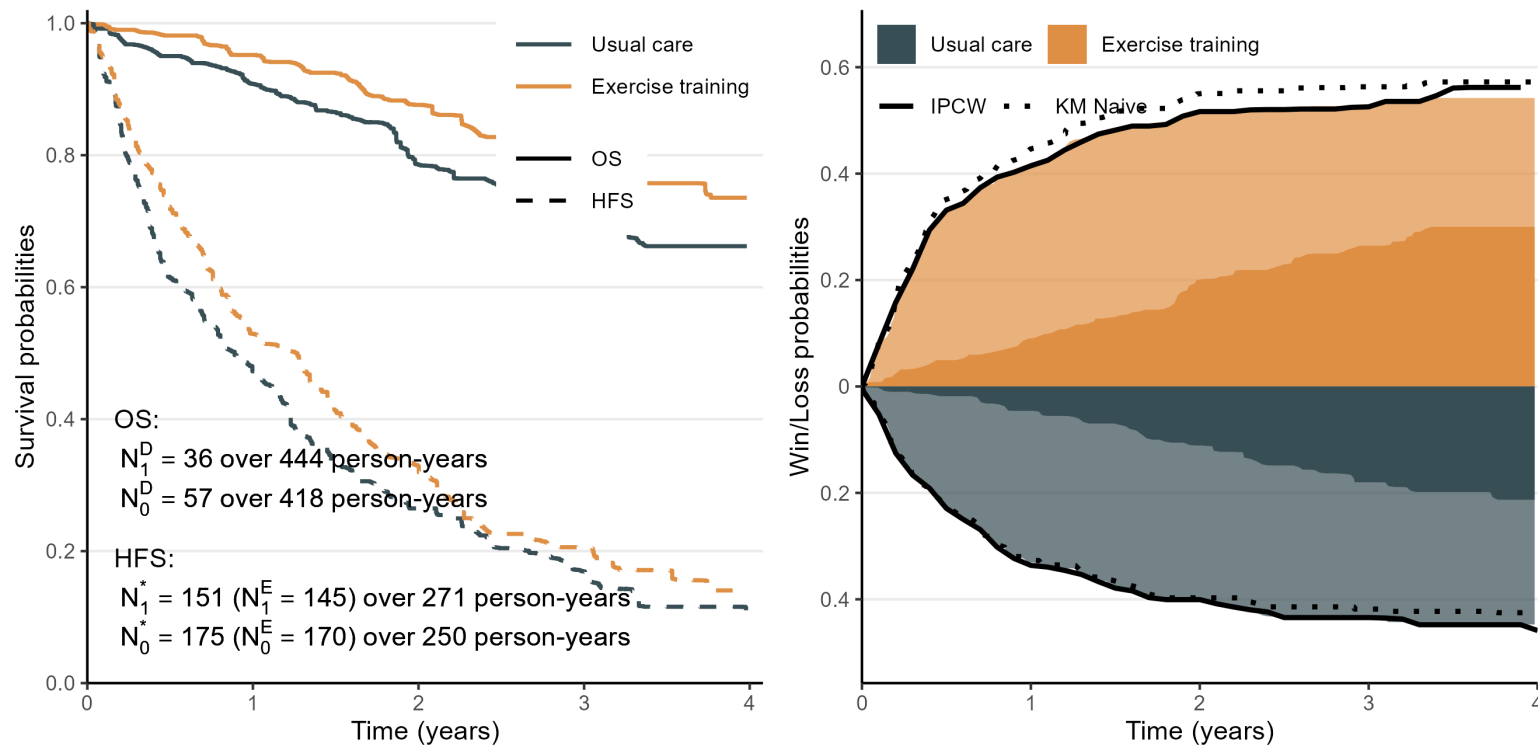 Survival probabilities
1.0
0.8
0.6
0.4
0.2
0.0
Usual care
Exercise training
OS
HFS
OS:
N₁ᴰ = 36 over 444 person-years
N₀ᴰ = 57 over 418 person-years
HFS:
N₁* = 151 (N₁ᴱ = 145) over 271 person-years
N₀* = 175 (N₀ᴱ = 170) over 250 person-years
0 1 2 3 4
Time (years)
Win/Loss probabilities
0.6
0.4
0.2
0
0.2
0.4
Usual care Exercise training
IPCW KM Naive
0 1 2 3 4
Time (years)